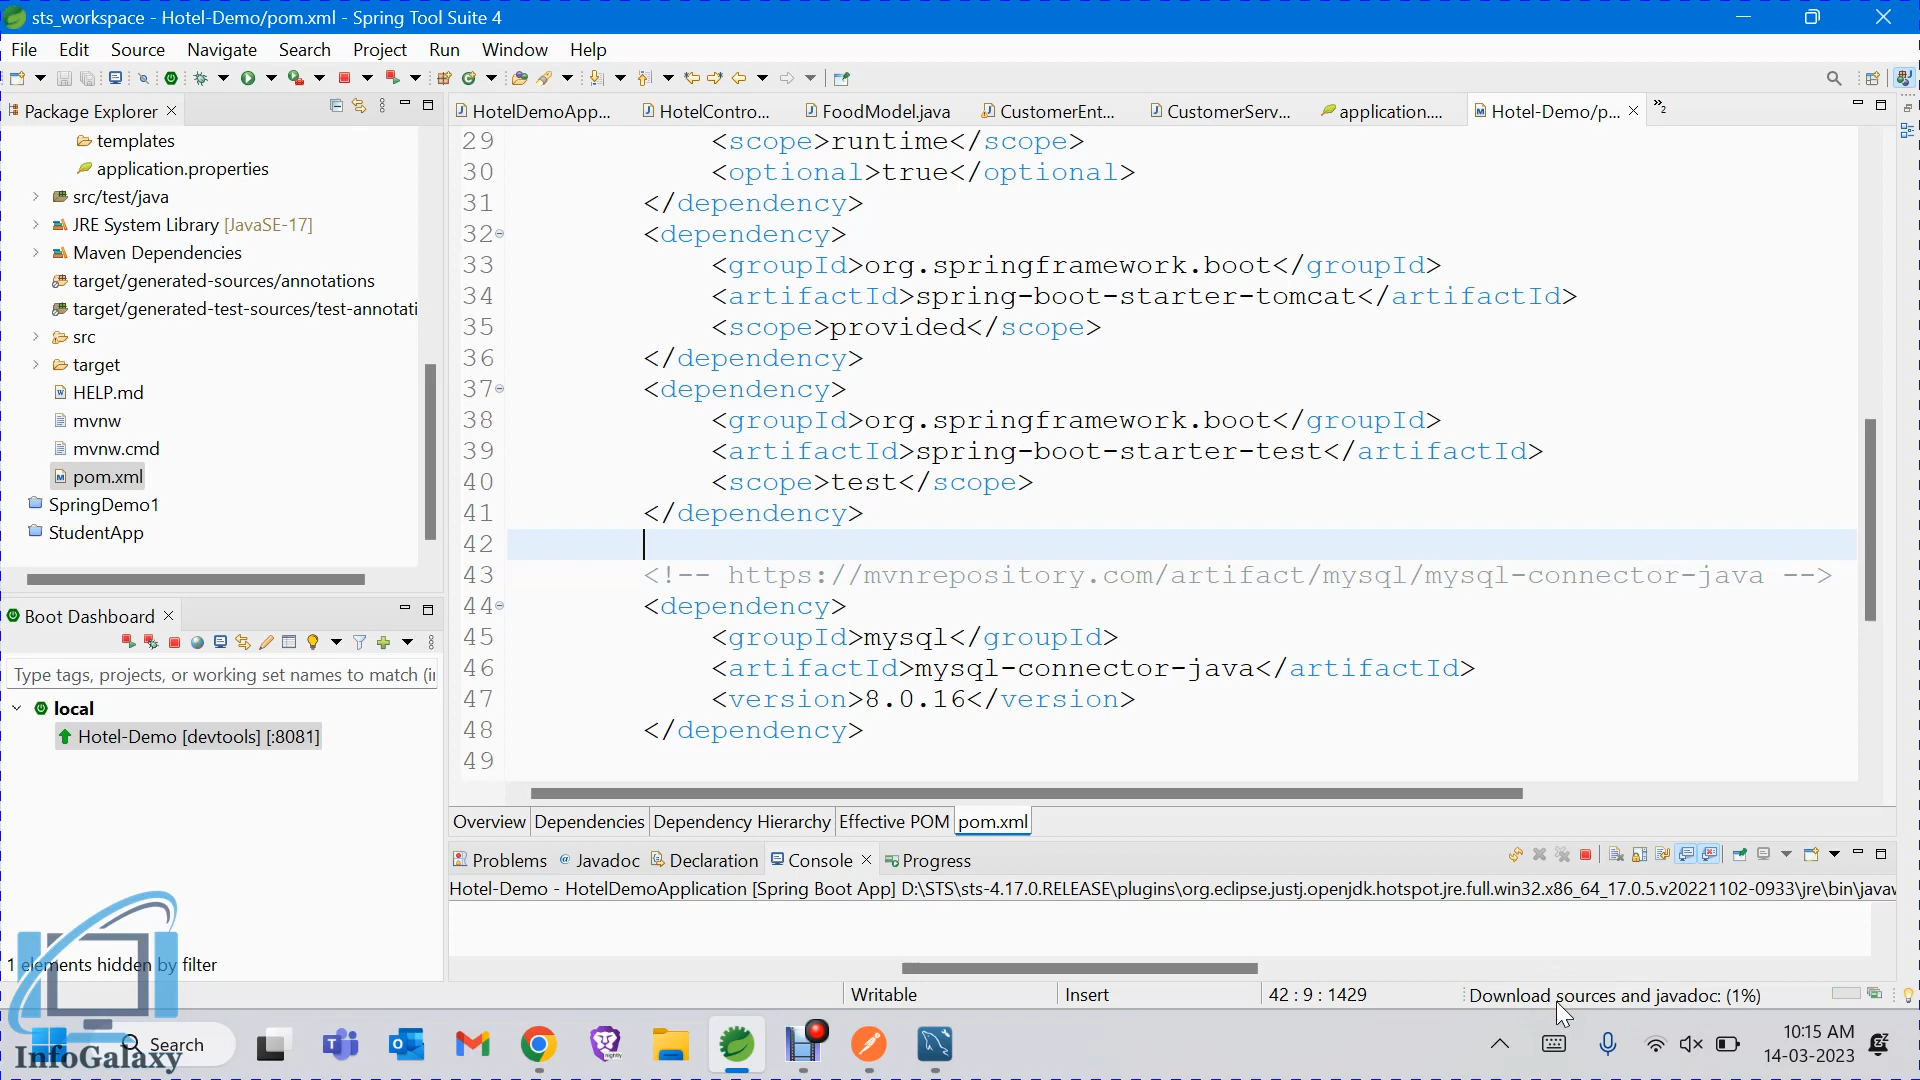 sts_workspace - Hotel-Demo/pom.xml - Spring Tool Suite 4
File Edit Source Navigate Search Project Run Window Help
Package Explorer
templates
application.properties
src/test/java
JRE System Library [JavaSE-17]
Maven Dependencies
target/generated-sources/annotations
target/generated-test-sources/test-annotati
src
target
HELP.md
mvnw
mvnw.cmd
pom.xml
SpringDemo1
StudentApp
Boot Dashboard
Type tags, projects, or working set names to match (i
local
Hotel-Demo [devtools] [:8081]
1 elements hidden by filter
HotelDemoApp... HotelContro... FoodModel.java CustomerEnt... CustomerServ... application.... Hotel-Demo/p... »2
29 <scope>runtime</scope>
30 <optional>true</optional>
31 </dependency>
32 <dependency>
33 <groupId>org.springframework.boot</groupId>
34 <artifactId>spring-boot-starter-tomcat</artifactId>
35 <scope>provided</scope>
36 </dependency>
37 <dependency>
38 <groupId>org.springframework.boot</groupId>
39 <artifactId>spring-boot-starter-test</artifactId>
40 <scope>test</scope>
41 </dependency>
42
43 <!-- https://mvnrepository.com/artifact/mysql/mysql-connector-java -->
44 <dependency>
45 <groupId>mysql</groupId>
46 <artifactId>mysql-connector-java</artifactId>
47 <version>8.0.16</version>
48 </dependency>
49
Overview Dependencies Dependency Hierarchy Effective POM pom.xml
Problems Javadoc Declaration Console Progress
Hotel-Demo - HotelDemoApplication [Spring Boot App] D:\STS\sts-4.17.0.RELEASE\plugins\org.eclipse.justj.openjdk.hotspot.jre.full.win32.x86_64_17.0.5.v20221102-0933\jre\bin\javaw
Writable Insert 42 : 9 : 1429 Download sources and javadoc: (1%)
Search
InfoGalaxy
10:15 AM
14-03-2023